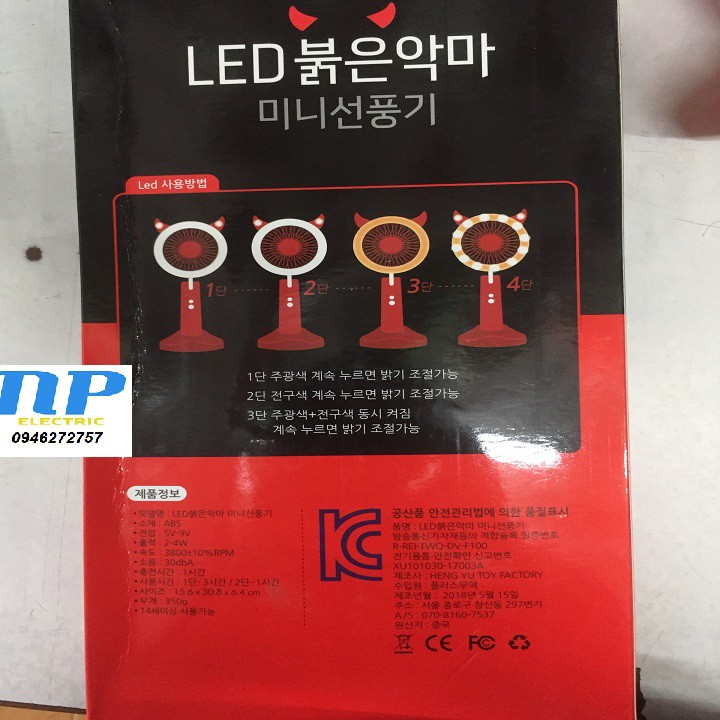 LED 붉은악마
미니선풍기
Led 사용방법
1단
2단
3단
4단
1단 주광색 계속 누르면 밝기 조절가능
2단 전구색 계속 누르면 밝기 조절가능
3단 주광색+전구색 동시 켜짐
계속 누르면 밝기 조절가능
NP
ELECTRIC
0946272757
제품정보
• 모델명 : LED붉은악마 미니선풍기
• 소재 : ABS
• 전압 : 5V-9V
• 출력 : 2-4W
• 속도 : 3800±10%RPM
• 소음 : 30dbA
• 충전시간 : 1시간
• 사용시간 : 1단-3시간 / 2단-1시간
• 사이즈 : 15.6 x 30.8 x 6.4 cm
• 무게 : 350g
• 14세이상 사용가능
공산품 안전관리법에 의한 품질표시
품명 : LED붉은악마 미니선풍기
방송통신기자재등의 적합등록 필증번호
R-REI-TWQ-DV-F100
전기용품 안전확인 신고번호
XU101030-17003A
제조사 : HENG YU TOY FACTORY
수입원 : 플러스무역
제조년월 : 2018년 5월 15일
주소 : 서울 종로구 창신동 297번지
A/S : 070-8160-7537
원산지 : 중국
CE FC